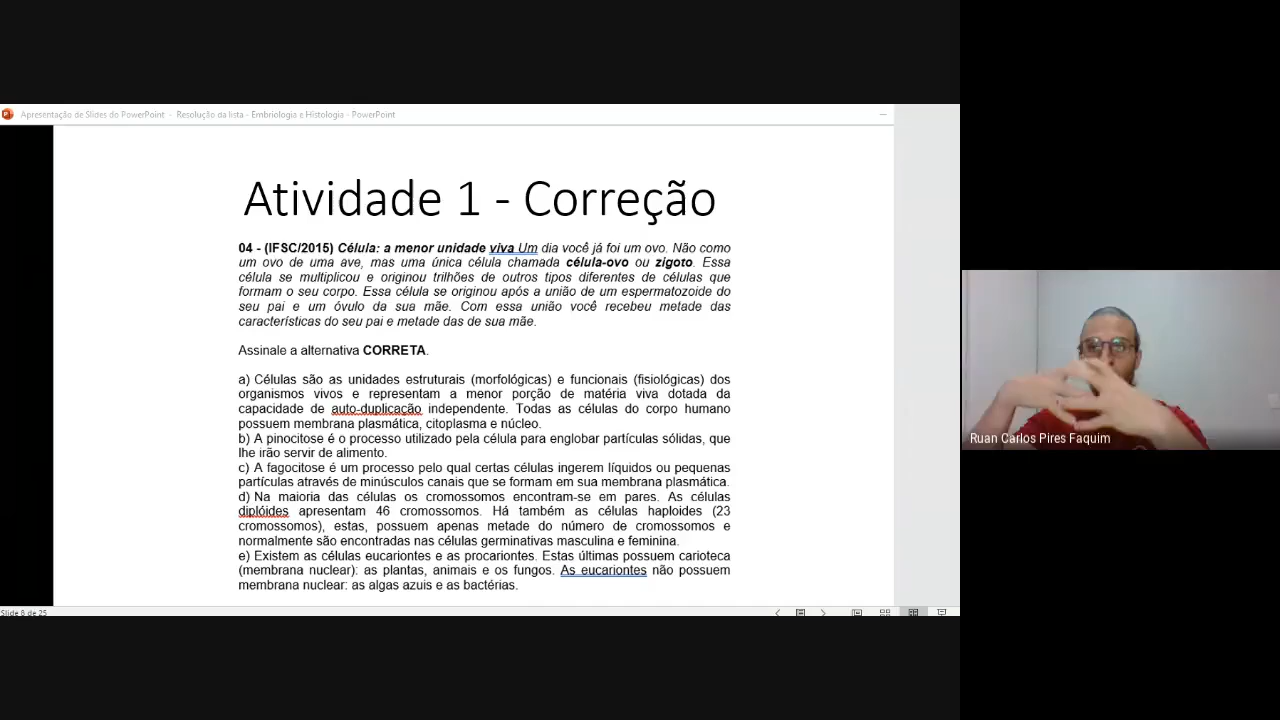 Apresentação de Slides do PowerPoint - Resolução da lista - Embriologia e Histologia - PowerPoint
Atividade 1 - Correção
04 - (IFSC/2015) Célula: a menor unidade viva Um dia você já foi um ovo. Não como
um ovo de uma ave, mas uma única célula chamada célula-ovo ou zigoto. Essa
célula se multiplicou e originou trilhões de outros tipos diferentes de células que
formam o seu corpo. Essa célula se originou após a união de um espermatozoide do
seu pai e um óvulo da sua mãe. Com essa união você recebeu metade das
características do seu pai e metade das de sua mãe.
Assinale a alternativa CORRETA.
a) Células são as unidades estruturais (morfológicas) e funcionais (fisiológicas) dos
organismos vivos e representam a menor porção de matéria viva dotada da
capacidade de auto-duplicação independente. Todas as células do corpo humano
possuem membrana plasmática, citoplasma e núcleo.
b) A pinocitose é o processo utilizado pela célula para englobar partículas sólidas, que
lhe irão servir de alimento.
c) A fagocitose é um processo pelo qual certas células ingerem líquidos ou pequenas
partículas através de minúsculos canais que se formam em sua membrana plasmática.
d) Na maioria das células os cromossomos encontram-se em pares. As células
diplóides apresentam 46 cromossomos. Há também as células haploides (23
cromossomos), estas, possuem apenas metade do número de cromossomos e
normalmente são encontradas nas células germinativas masculina e feminina.
e) Existem as células eucariontes e as procariontes. Estas últimas possuem carioteca
(membrana nuclear): as plantas, animais e os fungos. As eucariontes não possuem
membrana nuclear: as algas azuis e as bactérias.
Slide 8 de 25
Ruan Carlos Pires Faquim